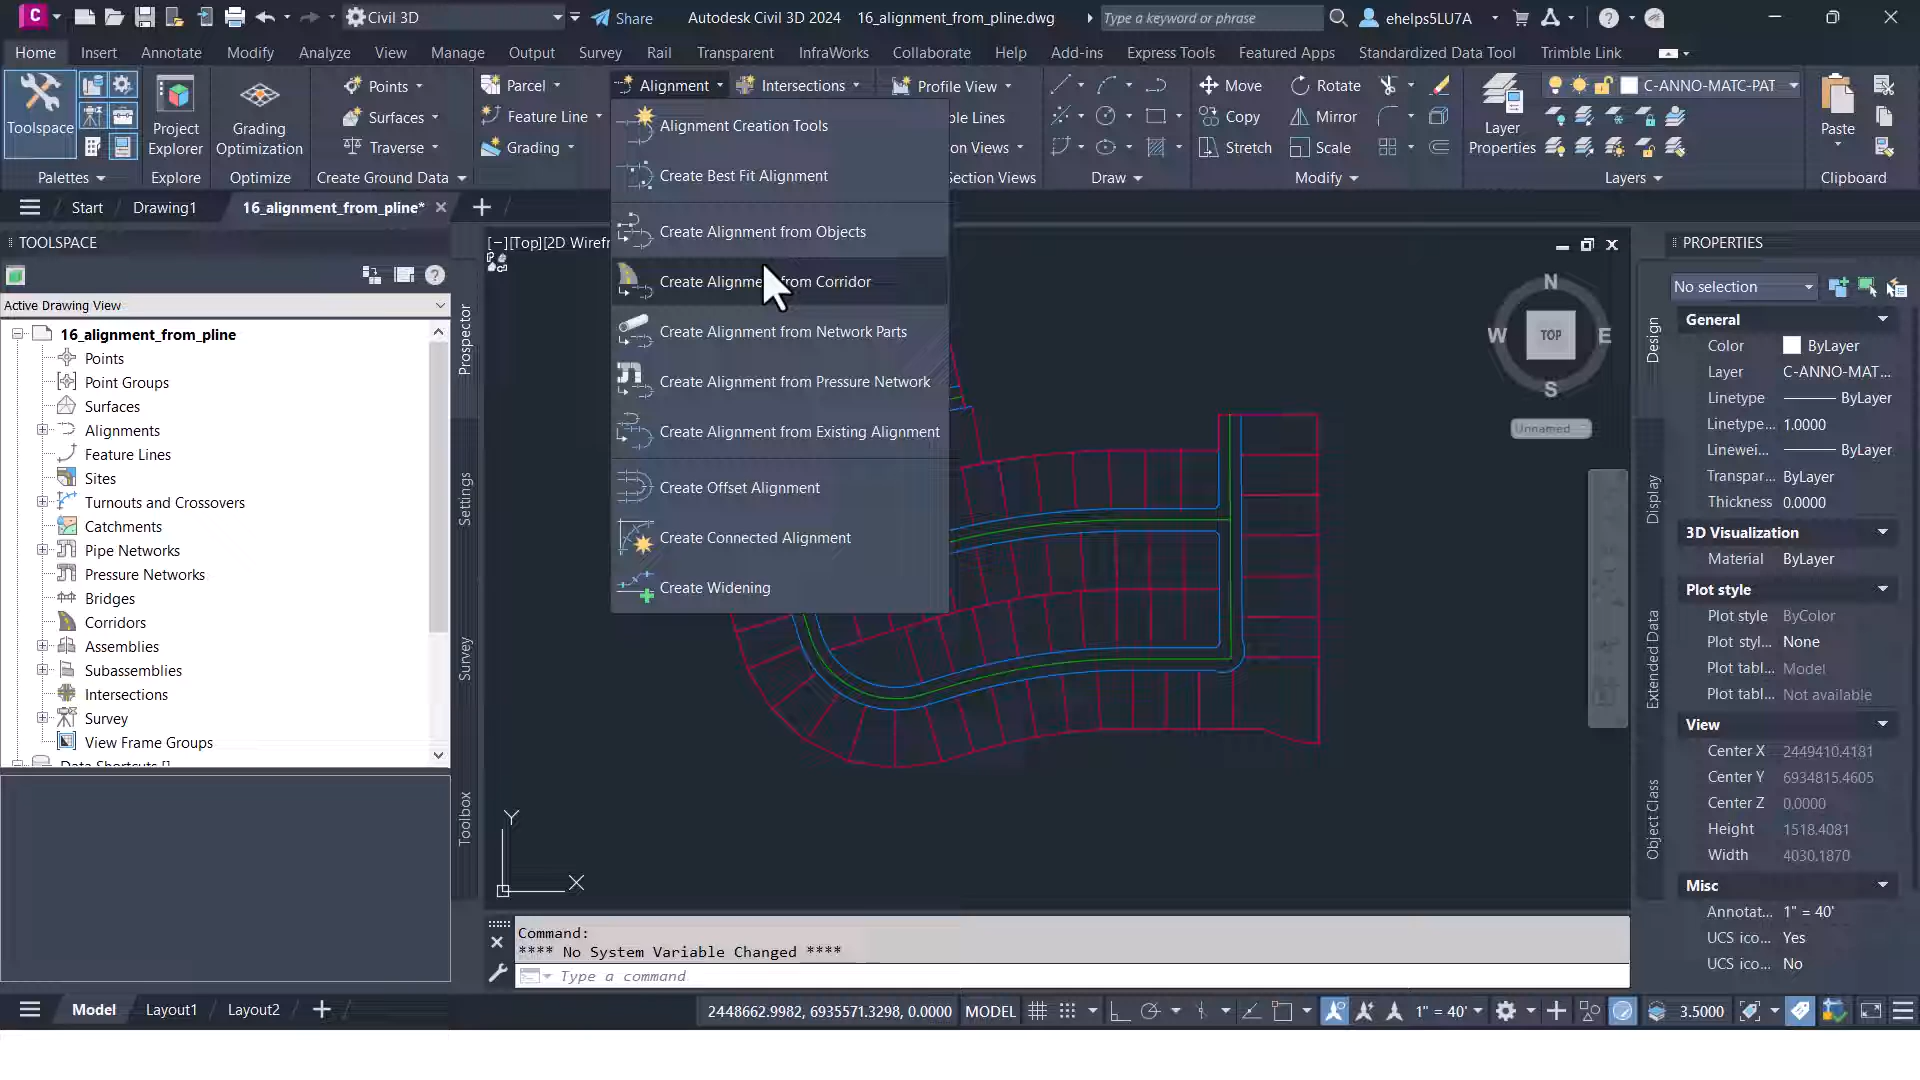 Civil 3D
Share
Autodesk Civil 3D 2024 16_alignment_from_pline.dwg
Type a keyword or phrase
ehelps5LU7A
Home Insert Annotate Modify Analyze View Manage Output Survey Rail Transparent InfraWorks Collaborate Help Add-ins Express Tools Featured Apps Standardized Data Tool Trimble Link
Toolspace
Project
Explorer
Grading
Optimization
Points
Surfaces
Traverse
Parcel
Feature Line
Grading
Alignment
Intersections
Profile View
ple Lines
on Views
Move
Copy
Stretch
Rotate
Mirror
Scale
Layer
Properties
C-ANNO-MATC-PAT
Paste
Palettes
Explore
Optimize
Create Ground Data
Section Views
Draw
Modify
Layers
Clipboard
Alignment Creation Tools
Create Best Fit Alignment
Create Alignment from Objects
Create Alignment from Corridor
Create Alignment from Network Parts
Create Alignment from Pressure Network
Create Alignment from Existing Alignment
Create Offset Alignment
Create Connected Alignment
Create Widening
Start
Drawing1
16_alignment_from_pline*
TOOLSPACE
Active Drawing View
16_alignment_from_pline
Points
Point Groups
Surfaces
Alignments
Feature Lines
Sites
Turnouts and Crossovers
Catchments
Pipe Networks
Pressure Networks
Bridges
Corridors
Assemblies
Subassemblies
Intersections
Survey
View Frame Groups
Data Shortcuts []
Prospector
Settings
Survey
Toolbox
[−][Top][2D Wirefr
N
W
TOP
E
S
Unnamed
Y
X
PROPERTIES
No selection
Design
Display
Extended Data
Object Class
General
Color ByLayer
Layer C-ANNO-MAT...
Linetype ByLayer
Linetype... 1.0000
Linewei... ByLayer
Transpar... ByLayer
Thickness 0.0000
3D Visualization
Material ByLayer
Plot style
Plot style ByColor
Plot styl... None
Plot tabl... Model
Plot tabl... Not available
View
Center X 2449410.4181
Center Y 6934815.4605
Center Z 0.0000
Height 1518.4081
Width 4030.1870
Misc
Annotat... 1" = 40'
UCS ico... Yes
UCS ico... No
Command:
**** No System Variable Changed ****
Type a command
Model Layout1 Layout2
2448662.9982, 6935571.3298, 0.0000 MODEL
1" = 40'
3.5000